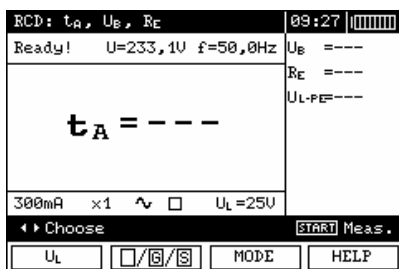 RCD: tA, UB, RE 09:27
Ready! U=233,1V f=50,0Hz
UB =---
RE =---
UL-PE=---
tA = ---
300mA x1 ∿ □ UL=25V
◂▸ Choose START Meas.
UL □/G/S MODE HELP